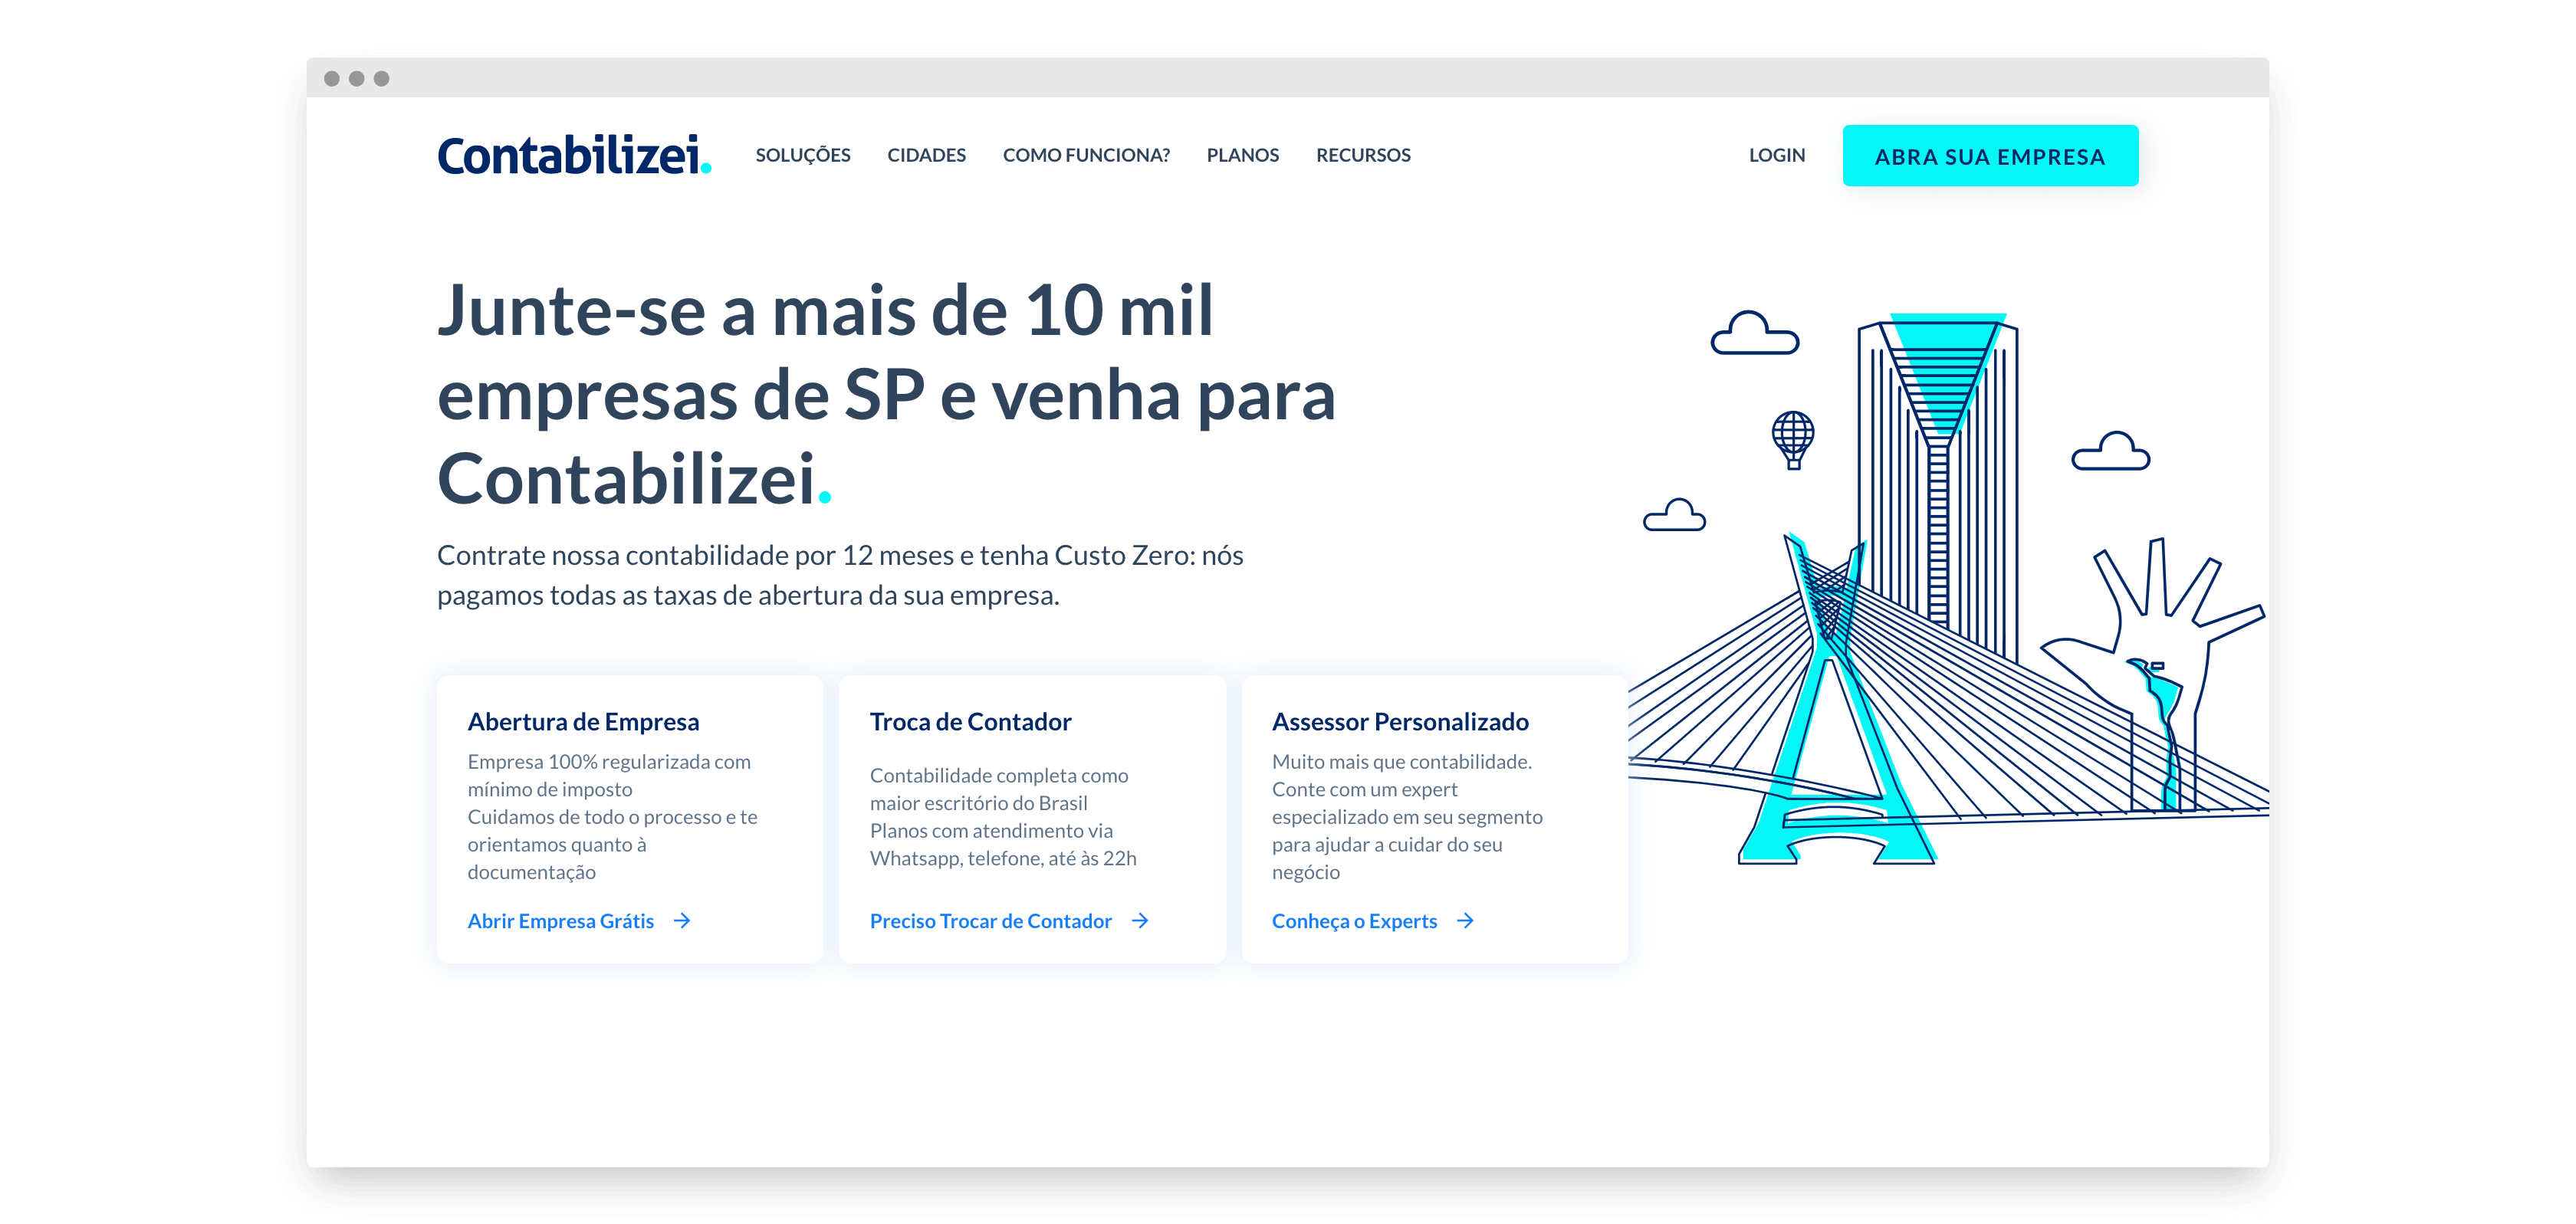 Contabilizei.
SOLUÇÕES
CIDADES
COMO FUNCIONA?
PLANOS
RECURSOS
LOGIN
ABRA SUA EMPRESA
Junte-se a mais de 10 mil
empresas de SP e venha para
Contabilizei.
Contrate nossa contabilidade por 12 meses e tenha Custo Zero: nós
pagamos todas as taxas de abertura da sua empresa.
Abertura de Empresa
Empresa 100% regularizada com
mínimo de imposto
Cuidamos de todo o processo e te
orientamos quanto à
documentação
Abrir Empresa Grátis
Troca de Contador
Contabilidade completa como
maior escritório do Brasil
Planos com atendimento via
Whatsapp, telefone, até às 22h
Preciso Trocar de Contador
Assessor Personalizado
Muito mais que contabilidade.
Conte com um expert
especializado em seu segmento
para ajudar a cuidar do seu
negócio
Conheça o Experts